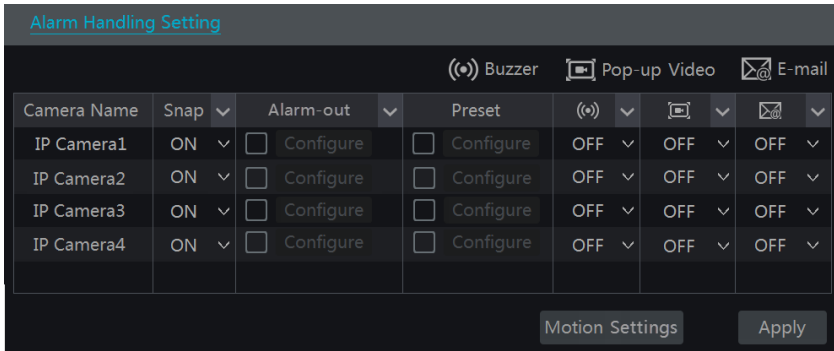 Alarm Handling Setting
Buzzer Pop-up Video E-mail
Camera Name Snap Alarm-out Preset
IP Camera1 ON Configure Configure OFF OFF OFF
IP Camera2 ON Configure Configure OFF OFF OFF
IP Camera3 ON Configure Configure OFF OFF OFF
IP Camera4 ON Configure Configure OFF OFF OFF
Motion Settings Apply